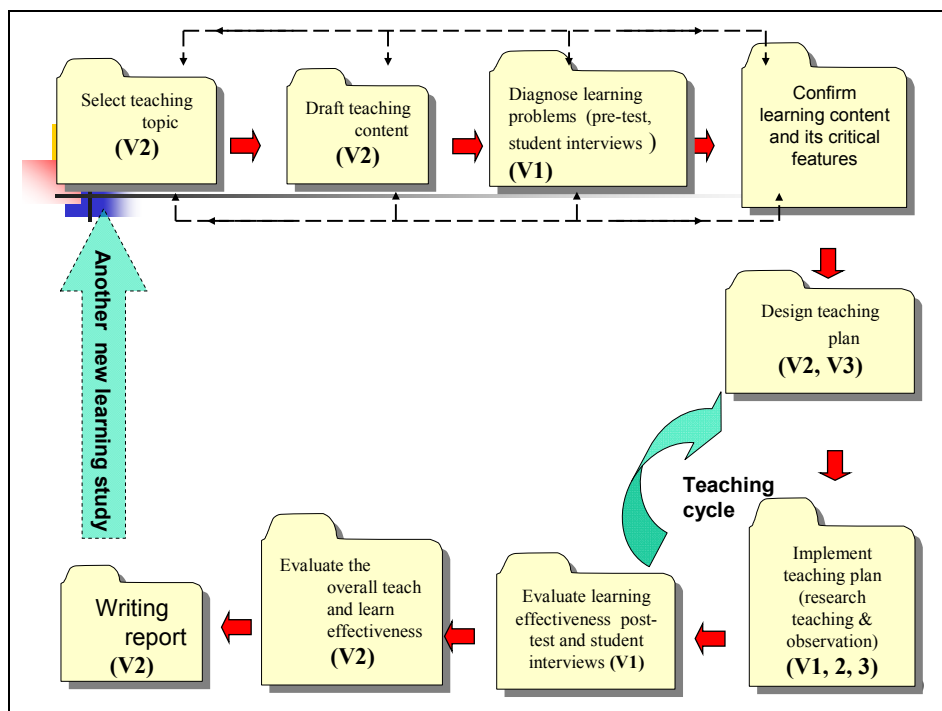 Select teaching
topic
(V2)
Draft teaching
content
(V2)
Diagnose learning
problems (pre-test,
student interviews )
(V1)
Confirm
learning content
and its critical
features
Design teaching
plan
(V2, V3)
Implement
teaching plan
(research
teaching &
observation)
(V1, 2, 3)
Teaching
cycle
Evaluate learning
effectiveness post-
test and student
interviews (V1)
Evaluate the
overall teach
and learn
effectiveness
(V2)
Writing
report
(V2)
Another new learning study